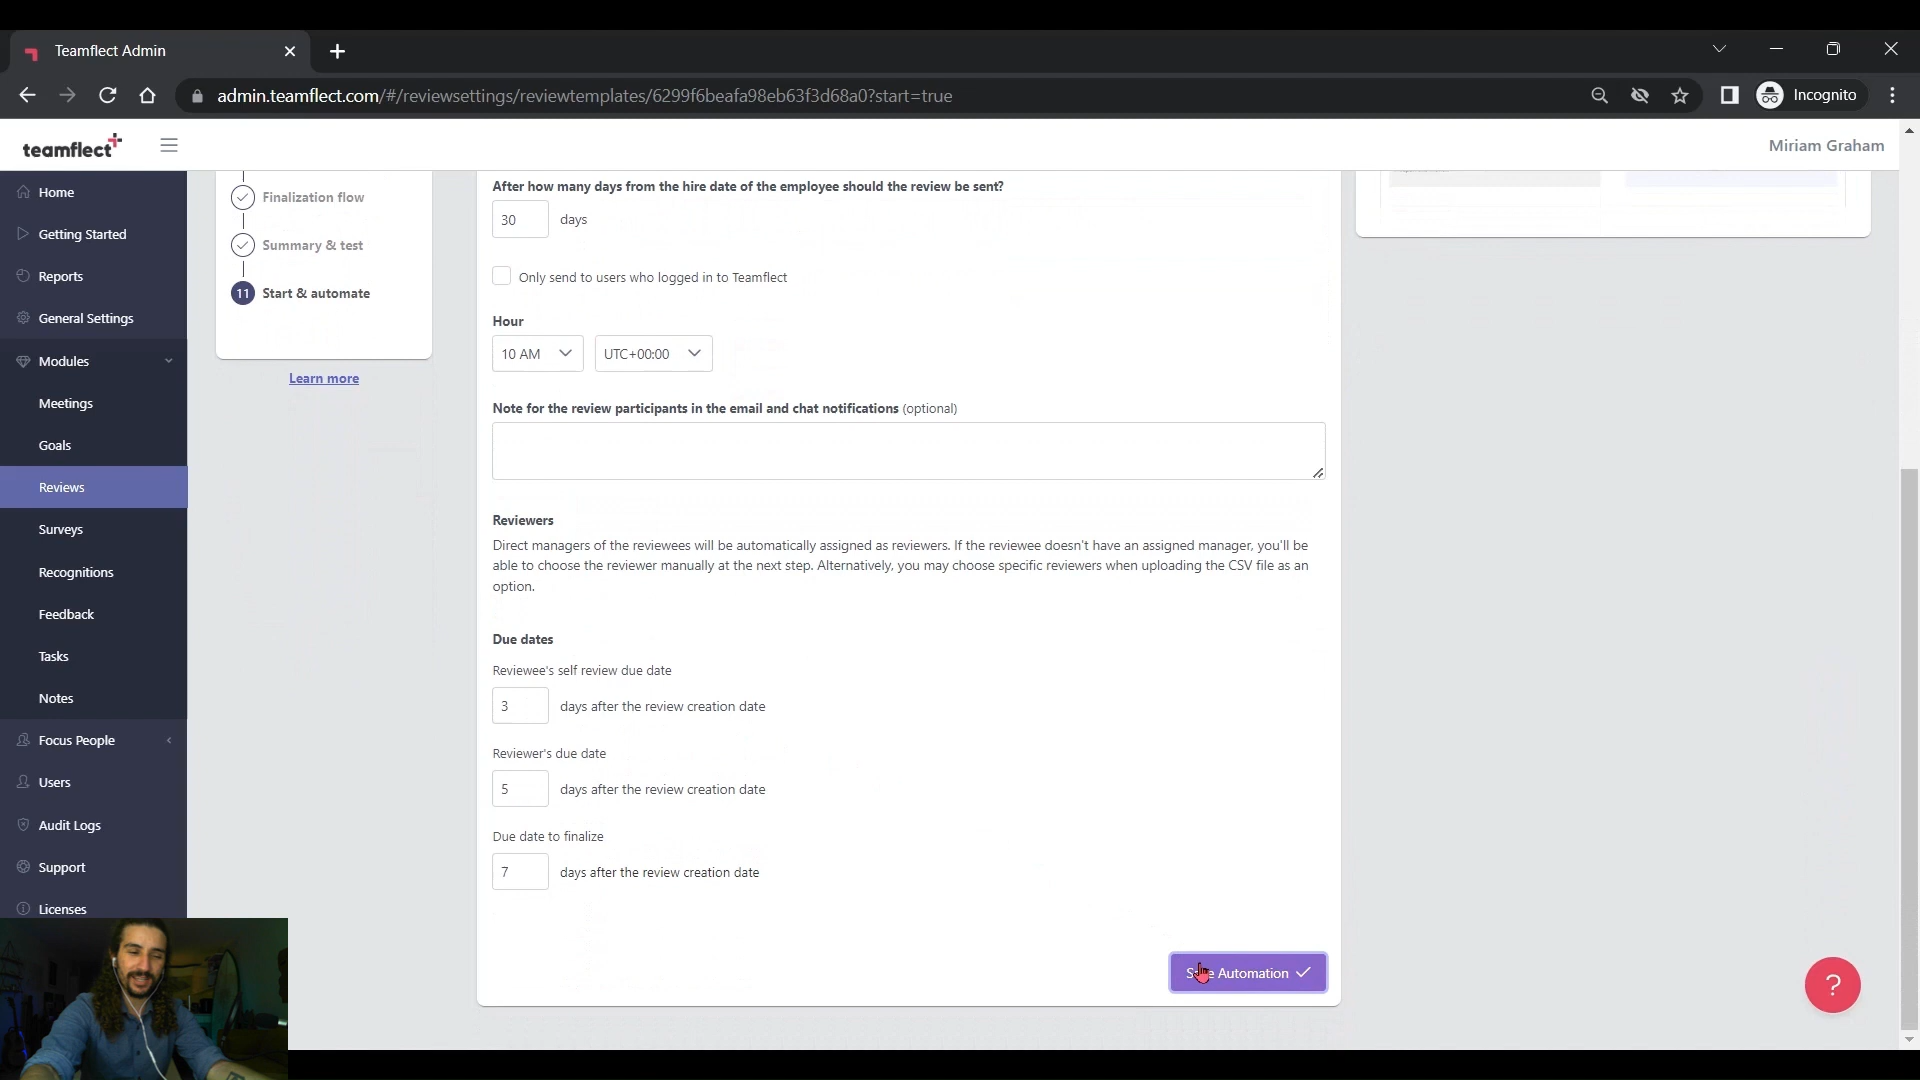 Teamflect Admin
admin.teamflect.com/#/reviewsettings/reviewtemplates/6299f6beafa98eb63f3d68a0?start=true
Incognito
teamflect
Miriam Graham
Home
Getting Started
Reports
General Settings
Modules
Meetings
Goals
Reviews
Surveys
Recognitions
Feedback
Tasks
Notes
Focus People
Users
Audit Logs
Support
Licenses
Finalization flow
Summary & test
11 Start & automate
Learn more
After how many days from the hire date of the employee should the review be sent?
30 days
Only send to users who logged in to Teamflect
Hour
10 AM UTC+00:00
Note for the review participants in the email and chat notifications (optional)
Reviewers
Direct managers of the reviewees will be automatically assigned as reviewers. If the reviewee doesn't have an assigned manager, you'll be
able to choose the reviewer manually at the next step. Alternatively, you may choose specific reviewers when uploading the CSV file as an
option.
Due dates
Reviewee's self review due date
3 days after the review creation date
Reviewer's due date
5 days after the review creation date
Due date to finalize
7 days after the review creation date
Automation
?